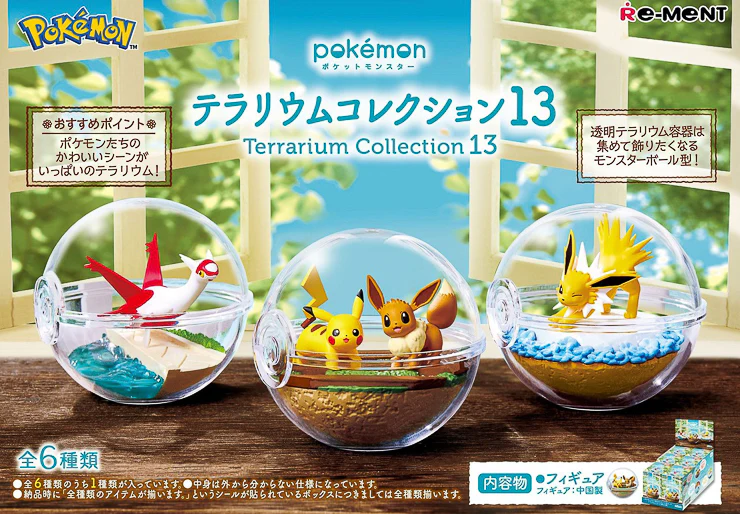 POKÉMON
Re-MENT
pokémon
ポケットモンスター
テラリウムコレクション13
Terrarium Collection 13
おすすめポイント
ポケモンたちの
かわいいシーンが
いっぱいのテラリウム!
透明テラリウム容器は
集めて飾りたくなる
モンスターボール型!
全6種類
●全6種類のうち1種類が入っています。●中身は外から分からない仕様になっています。
●納品時に「全種類のアイテムが揃います。」というシールが貼られているボックスにつきましては全種類揃います。
内容物
●フィギュア
フィギュア:中国製